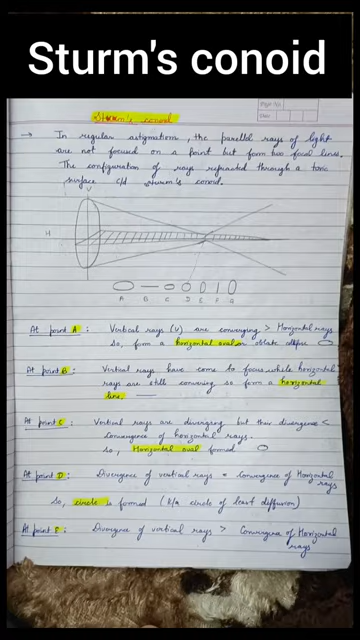 Sturm's conoid
Page No.
Date
Sturm's conoid
→ In regular astigmatism, the parallel rays of light
are not focused on a point but form two focal lines.
The configuration of rays refracted through a toric
surface c/d sturm's conoid.
V
H
A B C D E F G
At point A : Vertical rays (V) are converging > Horizontal rays
So, form a horizontal oval or oblate ellipse
At point B : Vertical rays have come to focus while horizontal
rays are still converging so form a horizontal
line.
At point C : Vertical rays are diverging but their divergence <
convergence of horizontal rays.
So, Horizontal oval formed
At point D : Divergence of vertical rays = Convergence of Horizontal
rays
So, circle is formed (k/a circle of least diffusion)
At point E : Divergence of vertical rays > Convergence of Horizontal
rays